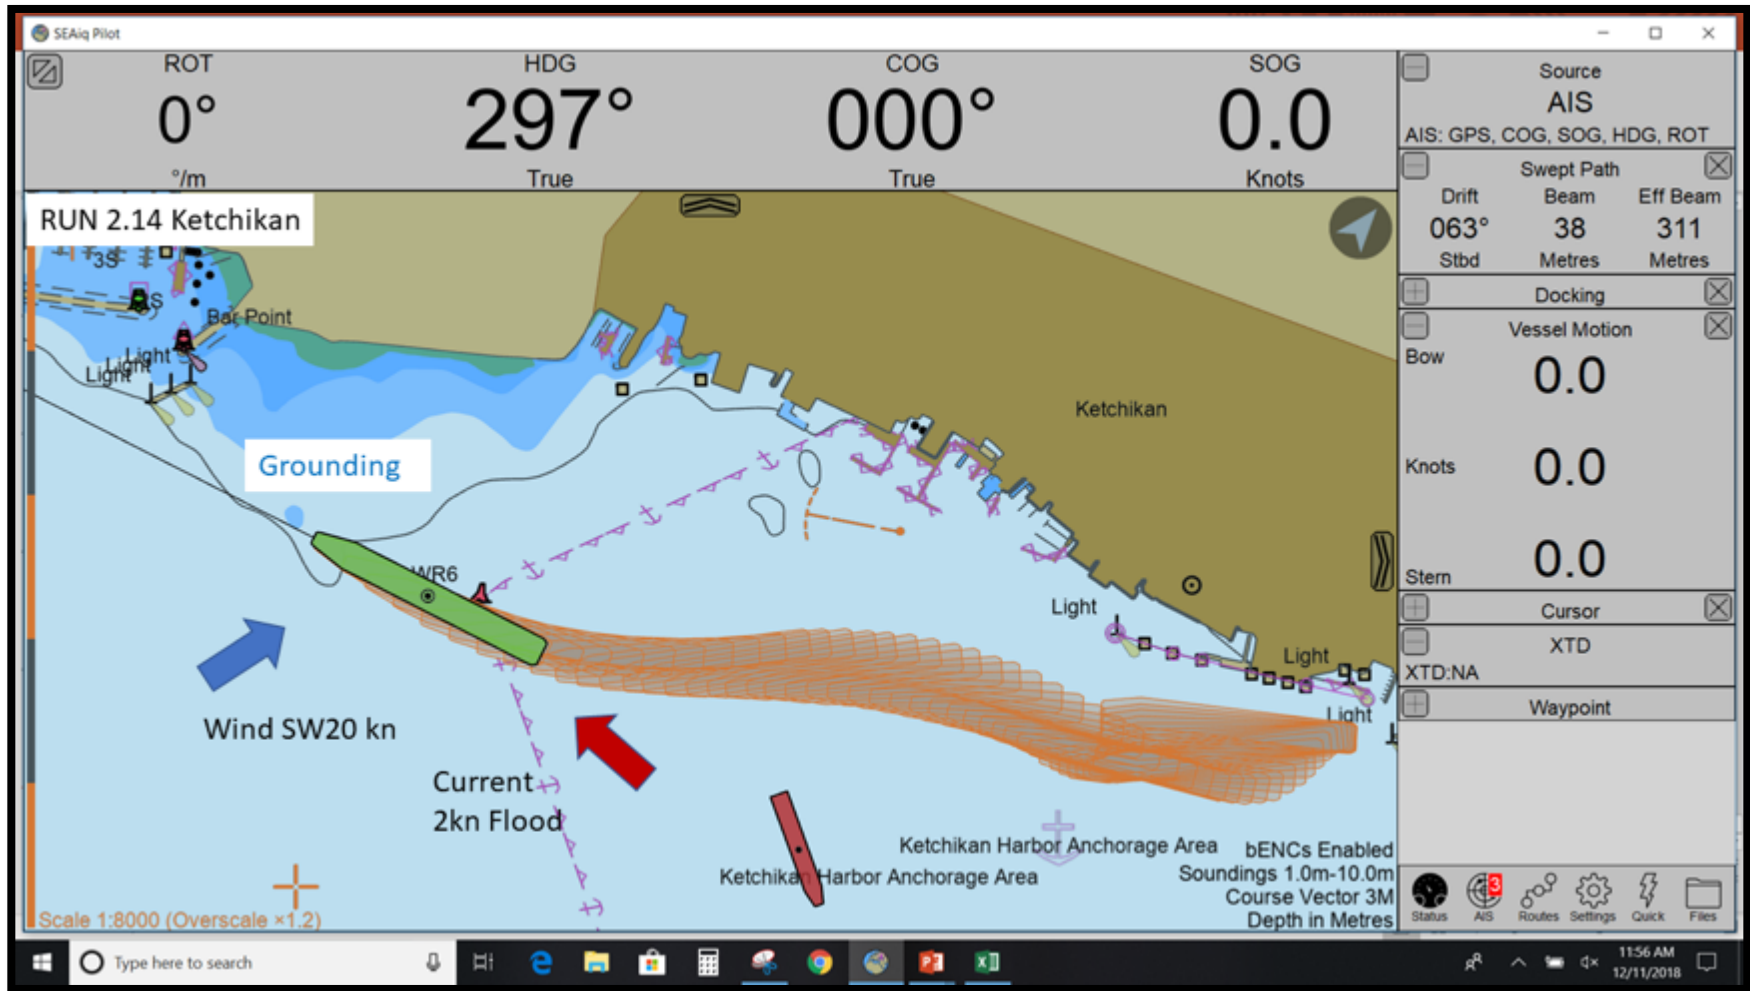 SEAiq Pilot
ROT
0°
°/m
HDG
297°
True
COG
000°
True
SOG
0.0
Knots
RUN 2.14 Ketchikan
3S
S
Bar Point
Light
Light
Light
Grounding
WR6
Ketchikan
Light
Light
Light
Wind SW20 kn
Current
2kn Flood
Ketchikan Harbor Anchorage Area
Ketchikan Harbor Anchorage Area
bENCs Enabled
Soundings 1.0m-10.0m
Course Vector 3M
Depth in Metres
Scale 1:8000 (Overscale ×1.2)
Source
AIS
AIS: GPS, COG, SOG, HDG, ROT
Swept Path
Drift Beam Eff Beam
063° 38 311
Stbd Metres Metres
Docking
Vessel Motion
Bow
0.0
Knots 0.0
0.0
Stern
Cursor
XTD
XTD:NA
Waypoint
3
Status AIS Routes Settings Quick Files
Type here to search
11:56 AM
12/11/2018